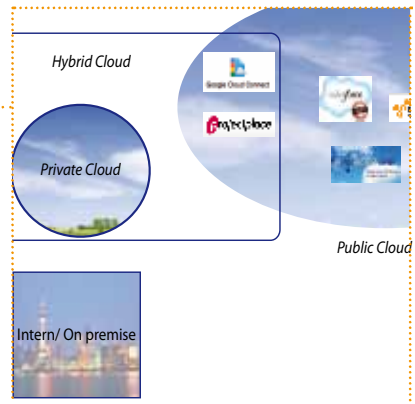 Hybrid Cloud
Google Cloud Connect
Projectplace
Private Cloud
Public Cloud
Intern/ On premise